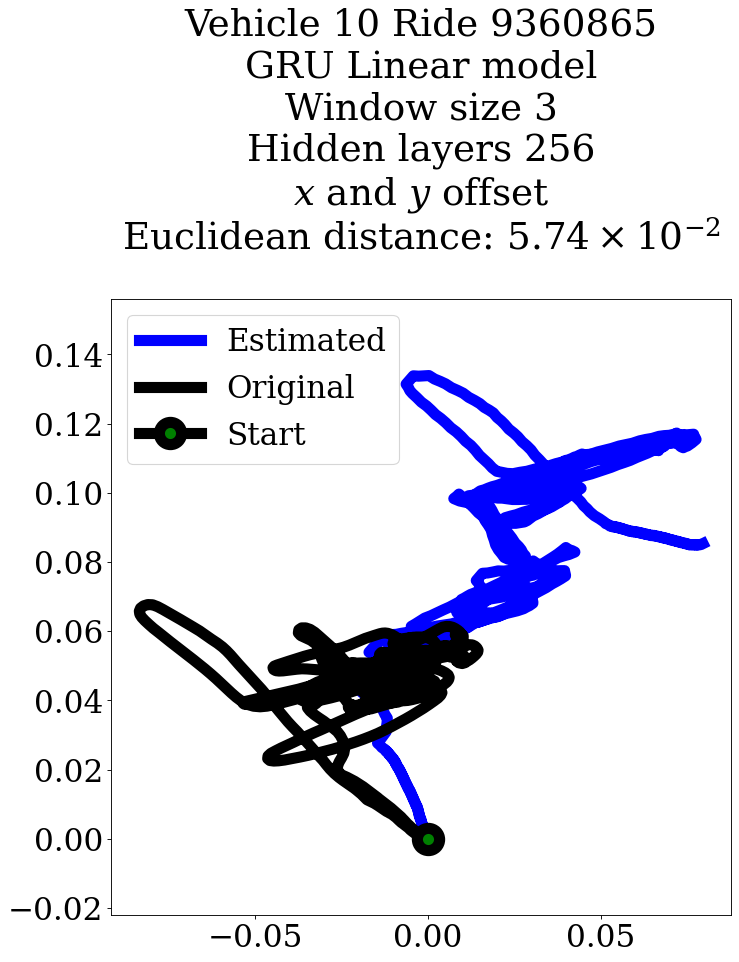 Vehicle 10 Ride 9360865
GRU Linear model
Window size 3
Hidden layers 256
x and y offset
Euclidean distance: 5.74 × 10⁻²
Estimated
Original
Start
0.14
0.12
0.10
0.08
0.06
0.04
0.02
0.00
−0.02
−0.05 0.00 0.05